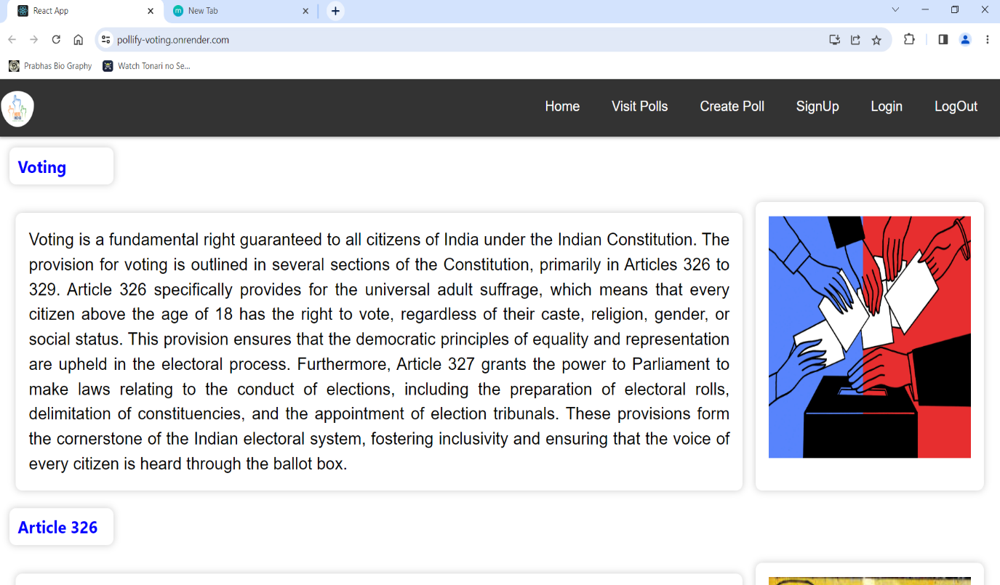 React App
New Tab
pollify-voting.onrender.com
Prabhas Bio Graphy
Watch Tonari no Se...
Home
Visit Polls
Create Poll
SignUp
Login
LogOut
Voting
Voting is a fundamental right guaranteed to all citizens of India under the Indian Constitution. The
provision for voting is outlined in several sections of the Constitution, primarily in Articles 326 to
329. Article 326 specifically provides for the universal adult suffrage, which means that every
citizen above the age of 18 has the right to vote, regardless of their caste, religion, gender, or
social status. This provision ensures that the democratic principles of equality and representation
are upheld in the electoral process. Furthermore, Article 327 grants the power to Parliament to
make laws relating to the conduct of elections, including the preparation of electoral rolls,
delimitation of constituencies, and the appointment of election tribunals. These provisions form
the cornerstone of the Indian electoral system, fostering inclusivity and ensuring that the voice of
every citizen is heard through the ballot box.
Article 326